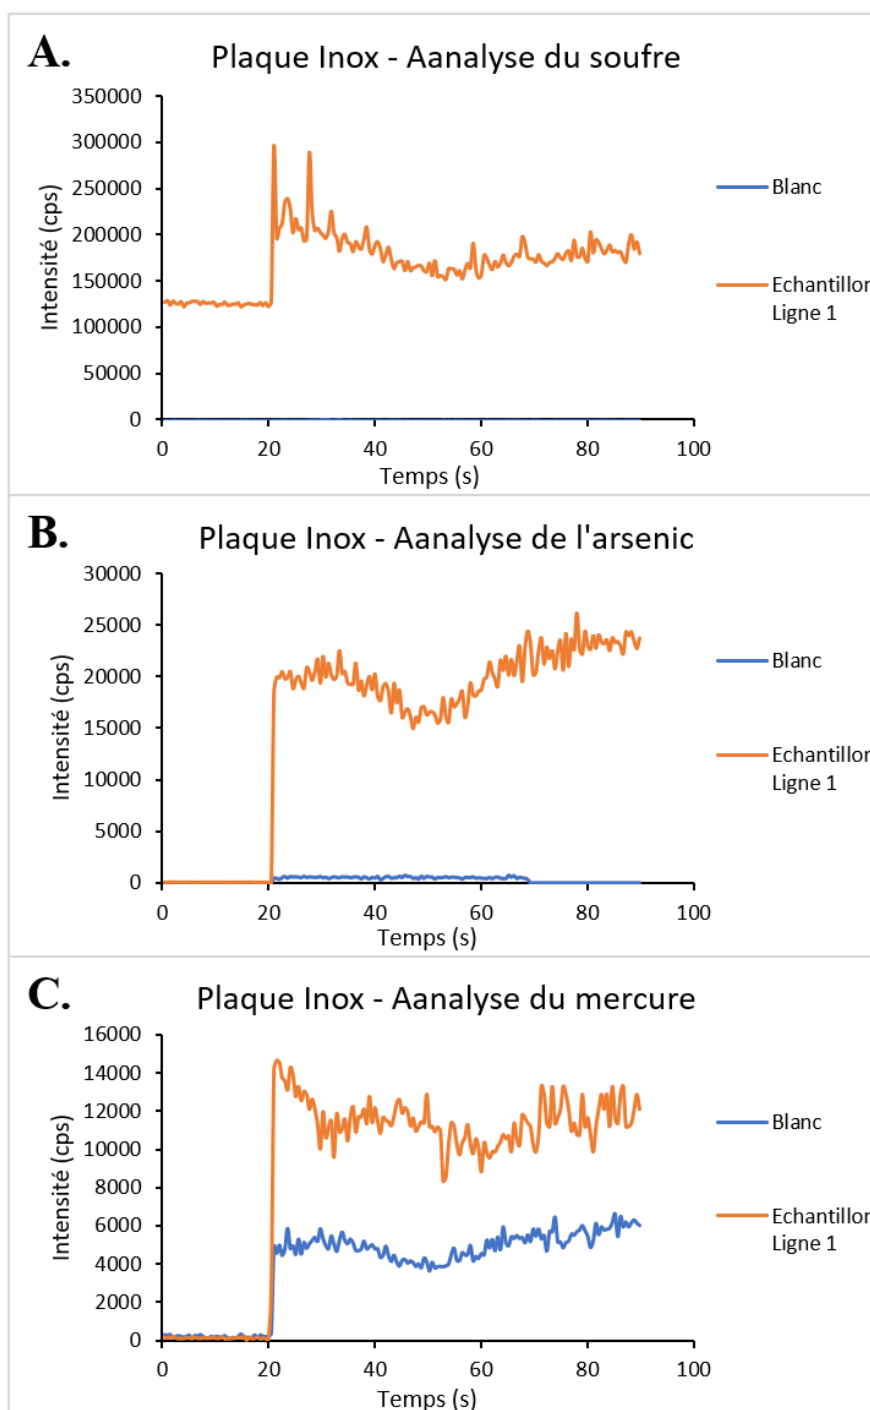 A.
Plaque Inox - Aanalyse du soufre
350000
300000
250000
200000
150000
100000
50000
0
Intensité (cps)
0 20 40 60 80 100
Temps (s)
Blanc
Echantillor
Ligne 1
B.
Plaque Inox - Aanalyse de l'arsenic
30000
25000
20000
15000
10000
5000
0
Intensité (cps)
0 20 40 60 80 100
Temps (s)
Blanc
Echantillor
Ligne 1
C.
Plaque Inox - Aanalyse du mercure
16000
14000
12000
10000
8000
6000
4000
2000
0
Intensité (cps)
0 20 40 60 80 100
Temps (s)
Blanc
Echantillor
Ligne 1